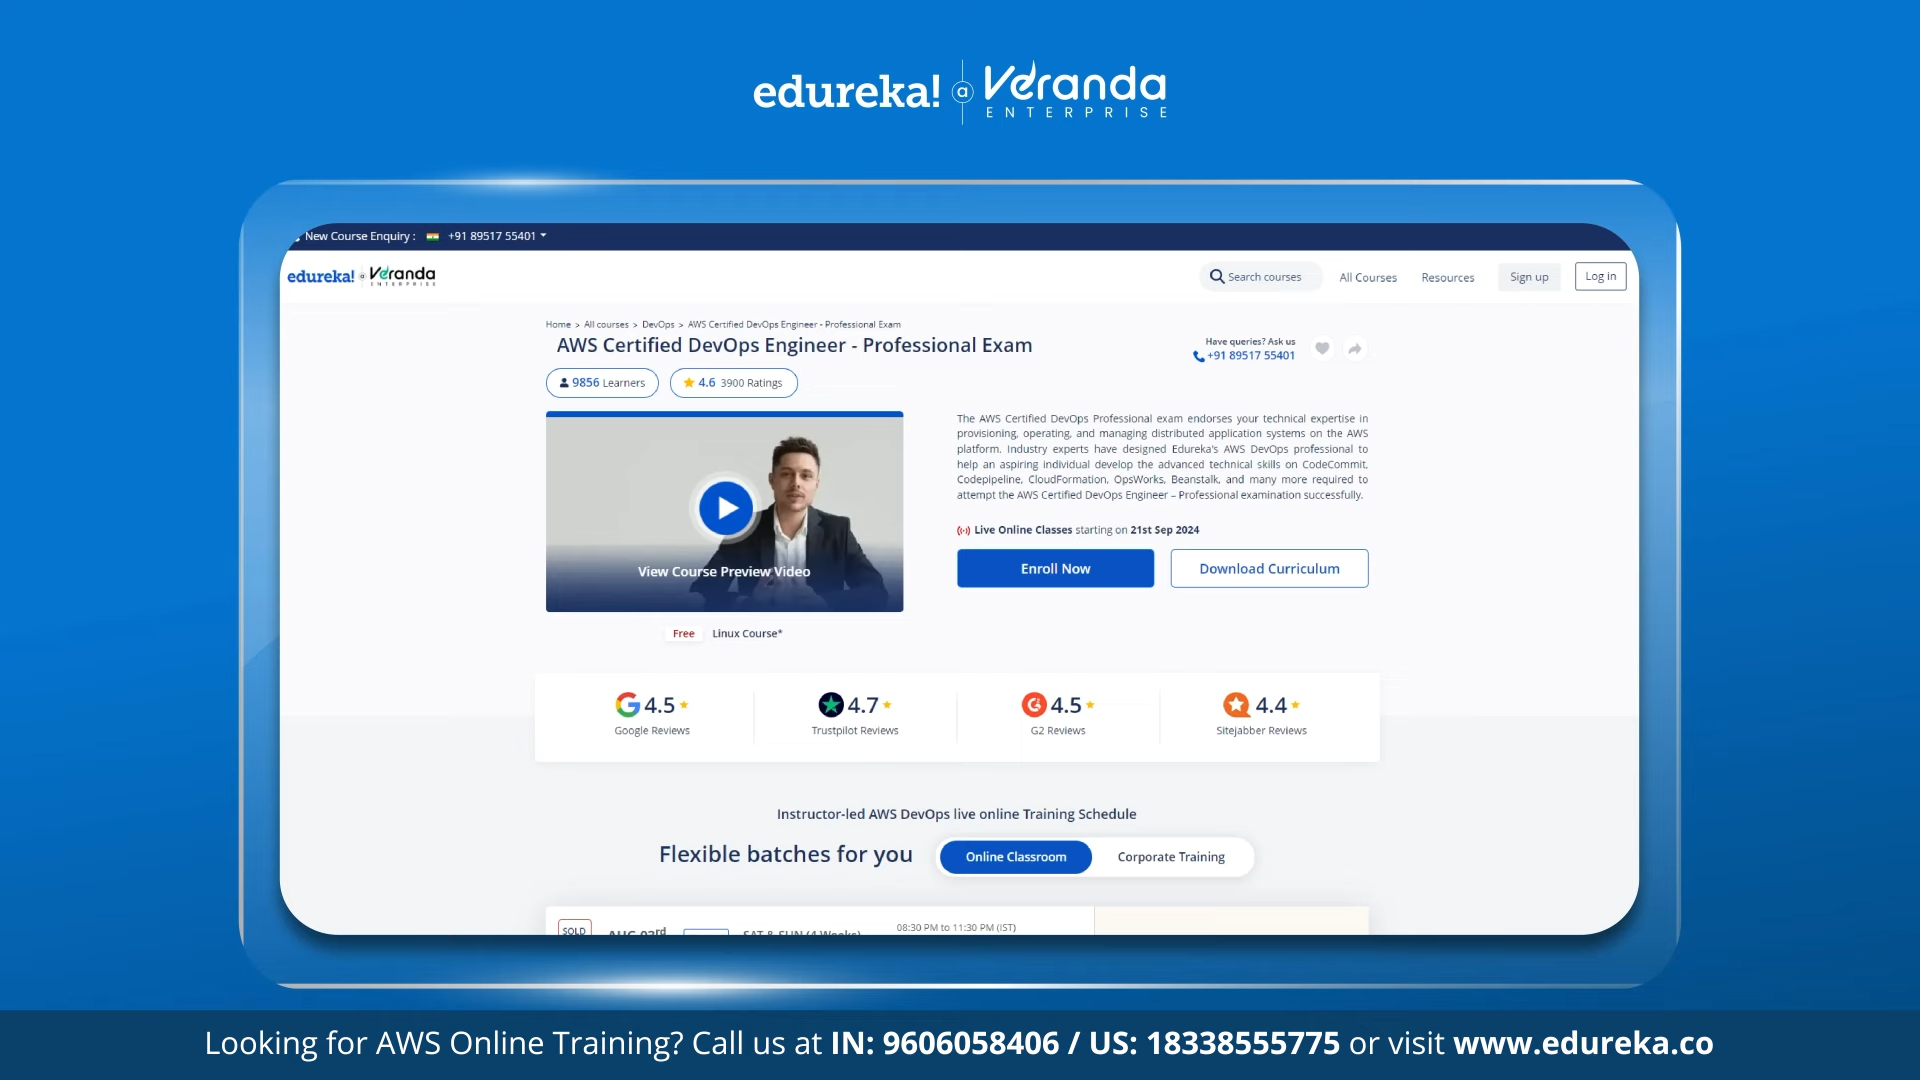 edureka! a Veranda
ENTERPRISE
New Course Enquiry : +91 89517 55401
edureka! a Veranda
ENTERPRISE
Search courses
All Courses
Resources
Sign up
Log in
Home > All courses > DevOps > AWS Certified DevOps Engineer - Professional Exam
AWS Certified DevOps Engineer - Professional Exam
Have queries? Ask us
+91 89517 55401
9856 Learners
4.6 3900 Ratings
The AWS Certified DevOps Professional exam endorses your technical expertise in
provisioning, operating, and managing distributed application systems on the AWS
platform. Industry experts have designed Edureka's AWS DevOps professional to
help an aspiring individual develop the advanced technical skills on CodeCommit,
Codepipeline, CloudFormation, OpsWorks, Beanstalk, and many more required to
attempt the AWS Certified DevOps Engineer – Professional examination successfully.
View Course Preview Video
Live Online Classes starting on 21st Sep 2024
Enroll Now
Download Curriculum
Free Linux Course*
4.5
Google Reviews
4.7
Trustpilot Reviews
4.5
G2 Reviews
4.4
Sitejabber Reviews
Instructor-led AWS DevOps live online Training Schedule
Flexible batches for you
Online Classroom
Corporate Training
SOLD
AUG 03rd
SAT & SUN (4 Weeks)
08:30 PM to 11:30 PM (IST)
Looking for AWS Online Training? Call us at IN: 9606058406 / US: 18338555775 or visit www.edureka.co